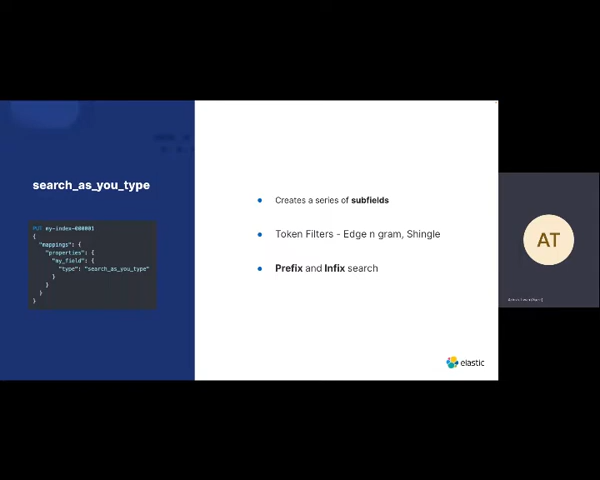 search_as_you_type
PUT my-index-000001
{
"mappings": {
"properties": {
"my_field": {
"type": "search_as_you_type"
}
}
}
}
Creates a series of subfields
Token Filters - Edge n gram, Shingle
Prefix and Infix search
elastic
AT